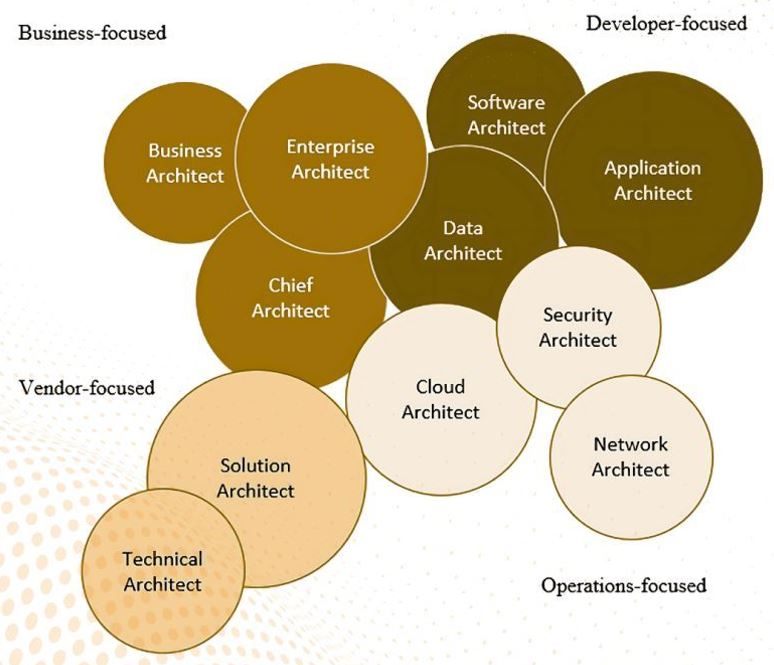 Business-focused
Developer-focused
Business
Architect
Enterprise
Architect
Software
Architect
Application
Architect
Data
Architect
Chief
Architect
Security
Architect
Vendor-focused
Cloud
Architect
Network
Architect
Solution
Architect
Technical
Architect
Operations-focused